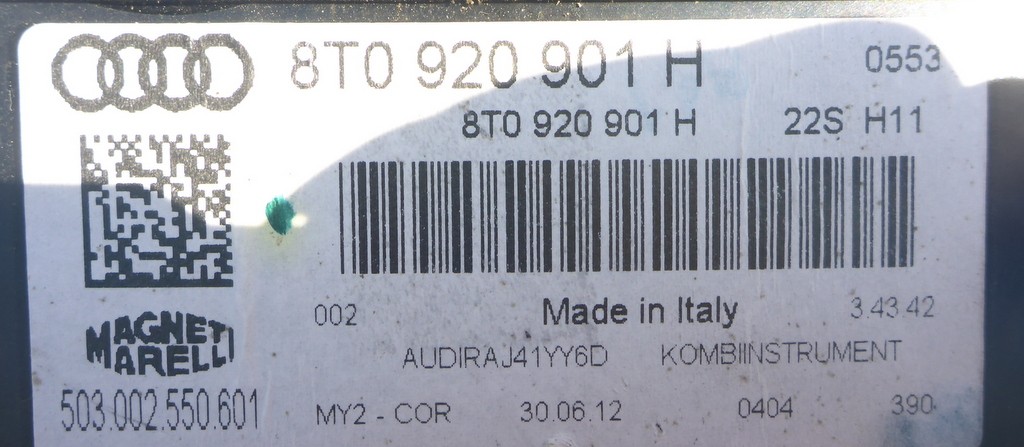 8T0 920 901 H 0553
8T0 920 901 H 22S H11
002 Made in Italy 3.43.42
MAGNETI
MARELLI
AUDIRAJ41YY6D KOMBIINSTRUMENT
503.002.550.601 MY2 - COR 30.06.12 0404 390